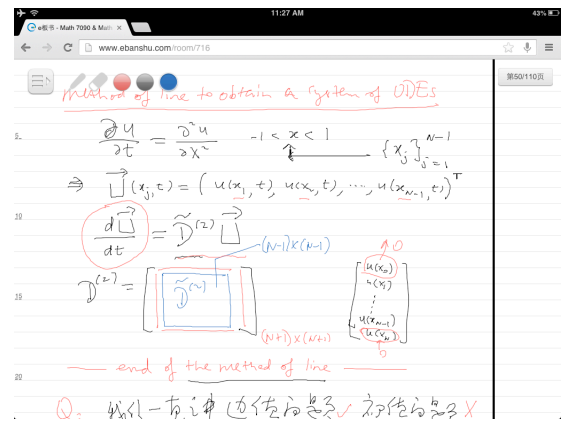 11:27 AM
43%
e板书 - Math 7090 & Math
www.ebanshu.com/room/716
第50/110页
method of line to obtain a system of ODEs
5. ∂u/∂t = ∂²u/∂x² -1 < x < 1 {x_j}_{j=1}^{N-1}
⇒ U⃗(x_j, t) = (u(x_1, t), u(x_2, t), ..., u(x_{N-1}, t))^T
10
dU⃗/dt = D̃^(2) U⃗
(N-1)×(N-1)
D^(2) = [ D̃^(2) ]
(N+1)×(N+1)
0
u(x_0)
u(x_1)
⋮
u(x_{N-1})
u(x_N)
0
15
end of the method of line
20
Q: